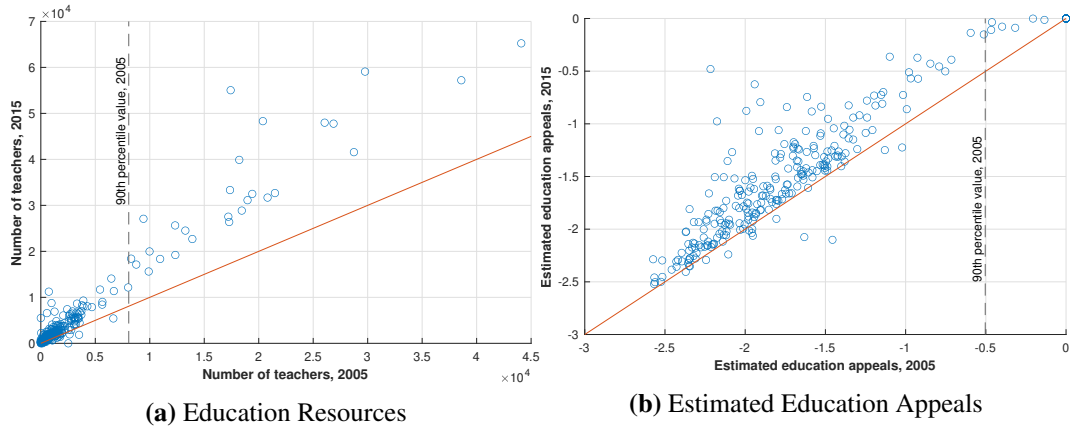 ×10⁴
7
6
5
4
3
2
1
0
Number of teachers, 2015
90th percentile value, 2005
0 0.5 1 1.5 2 2.5 3 3.5 4 4.5
Number of teachers, 2005
×10⁴
(a) Education Resources
0
-0.5
-1
-1.5
-2
-2.5
-3
Estimated education appeals, 2015
90th percentile value, 2005
-3 -2.5 -2 -1.5 -1 -0.5 0
Estimated education appeals, 2005
(b) Estimated Education Appeals